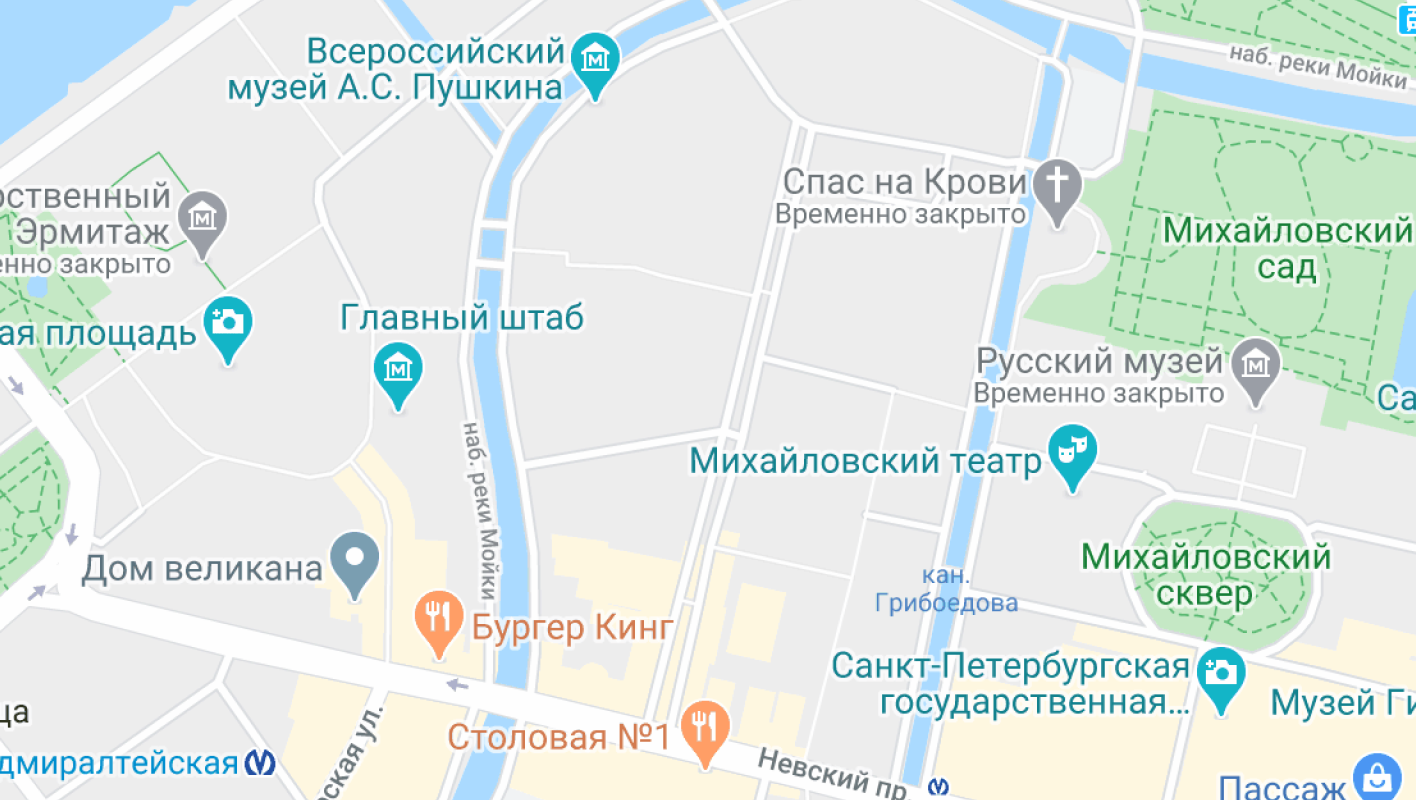 Всероссийский
музей А.С. Пушкина
наб. реки Мойки
рственный
Эрмитаж
енно закрыто
Спас на Крови
Временно закрыто
Михайловский
сад
ая площадь
Главный штаб
Русский музей
Временно закрыто
Са
Михайловский театр
наб. реки Мойки
Дом великана
Михайловский
сквер
кан.
Грибоедова
Бургер Кинг
Санкт-Петербургская
государственная...
Музей Ги
ца
Столовая №1
дмиралтейская
ская ул.
Невский пр.
Пассаж